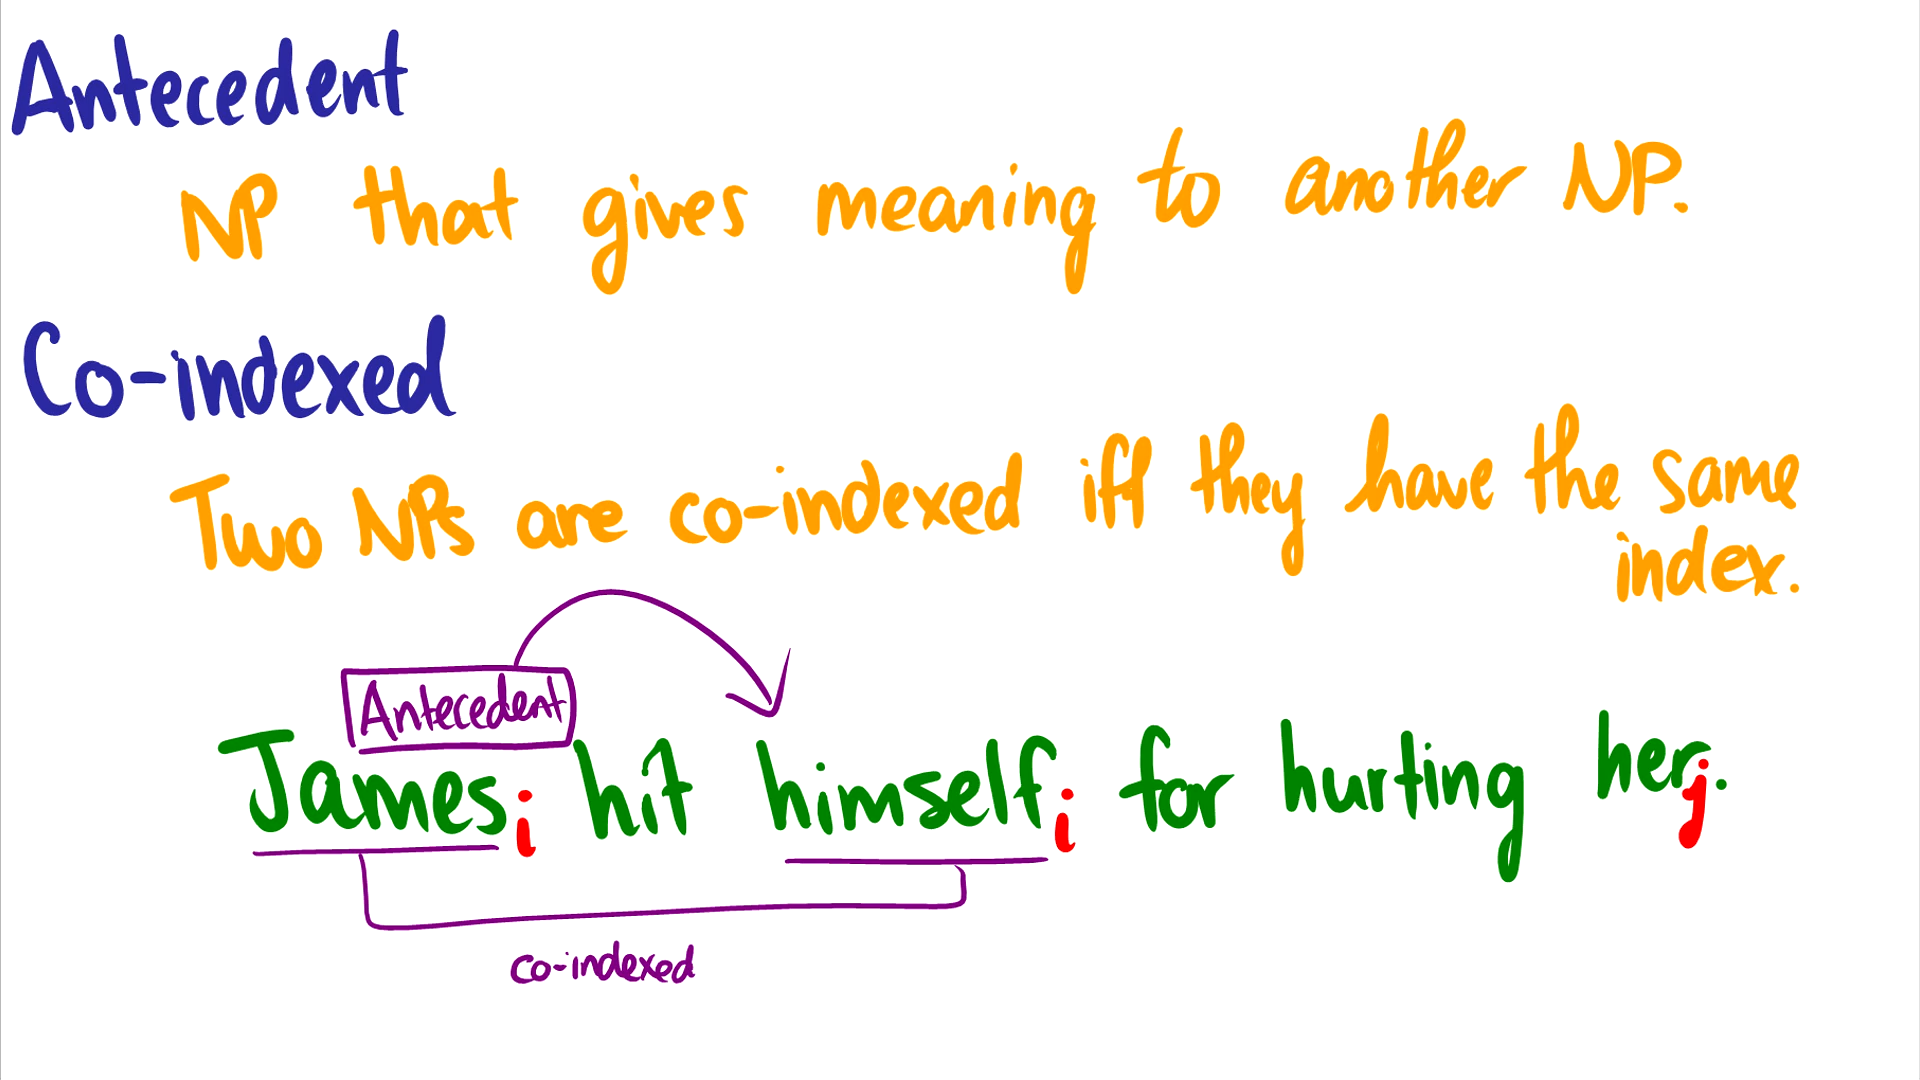 Antecedent
NP that gives meaning to another NP.
Co-indexed
Two NPs are co-indexed iff they have the same
index.
Antecedent
Jamesᵢ hit himselfᵢ for hurting herⱼ.
co-indexed